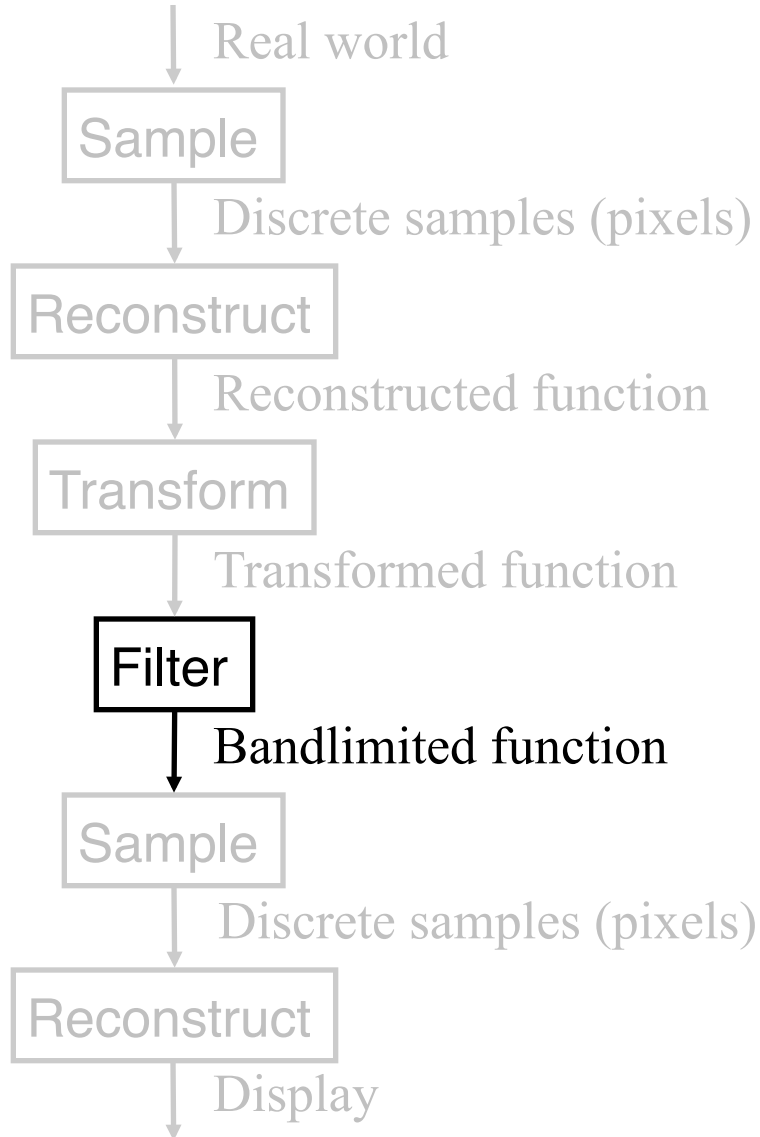 Real world
Sample
Discrete samples (pixels)
Reconstruct
Reconstructed function
Transform
Transformed function
Filter
Bandlimited function
Sample
Discrete samples (pixels)
Reconstruct
Display